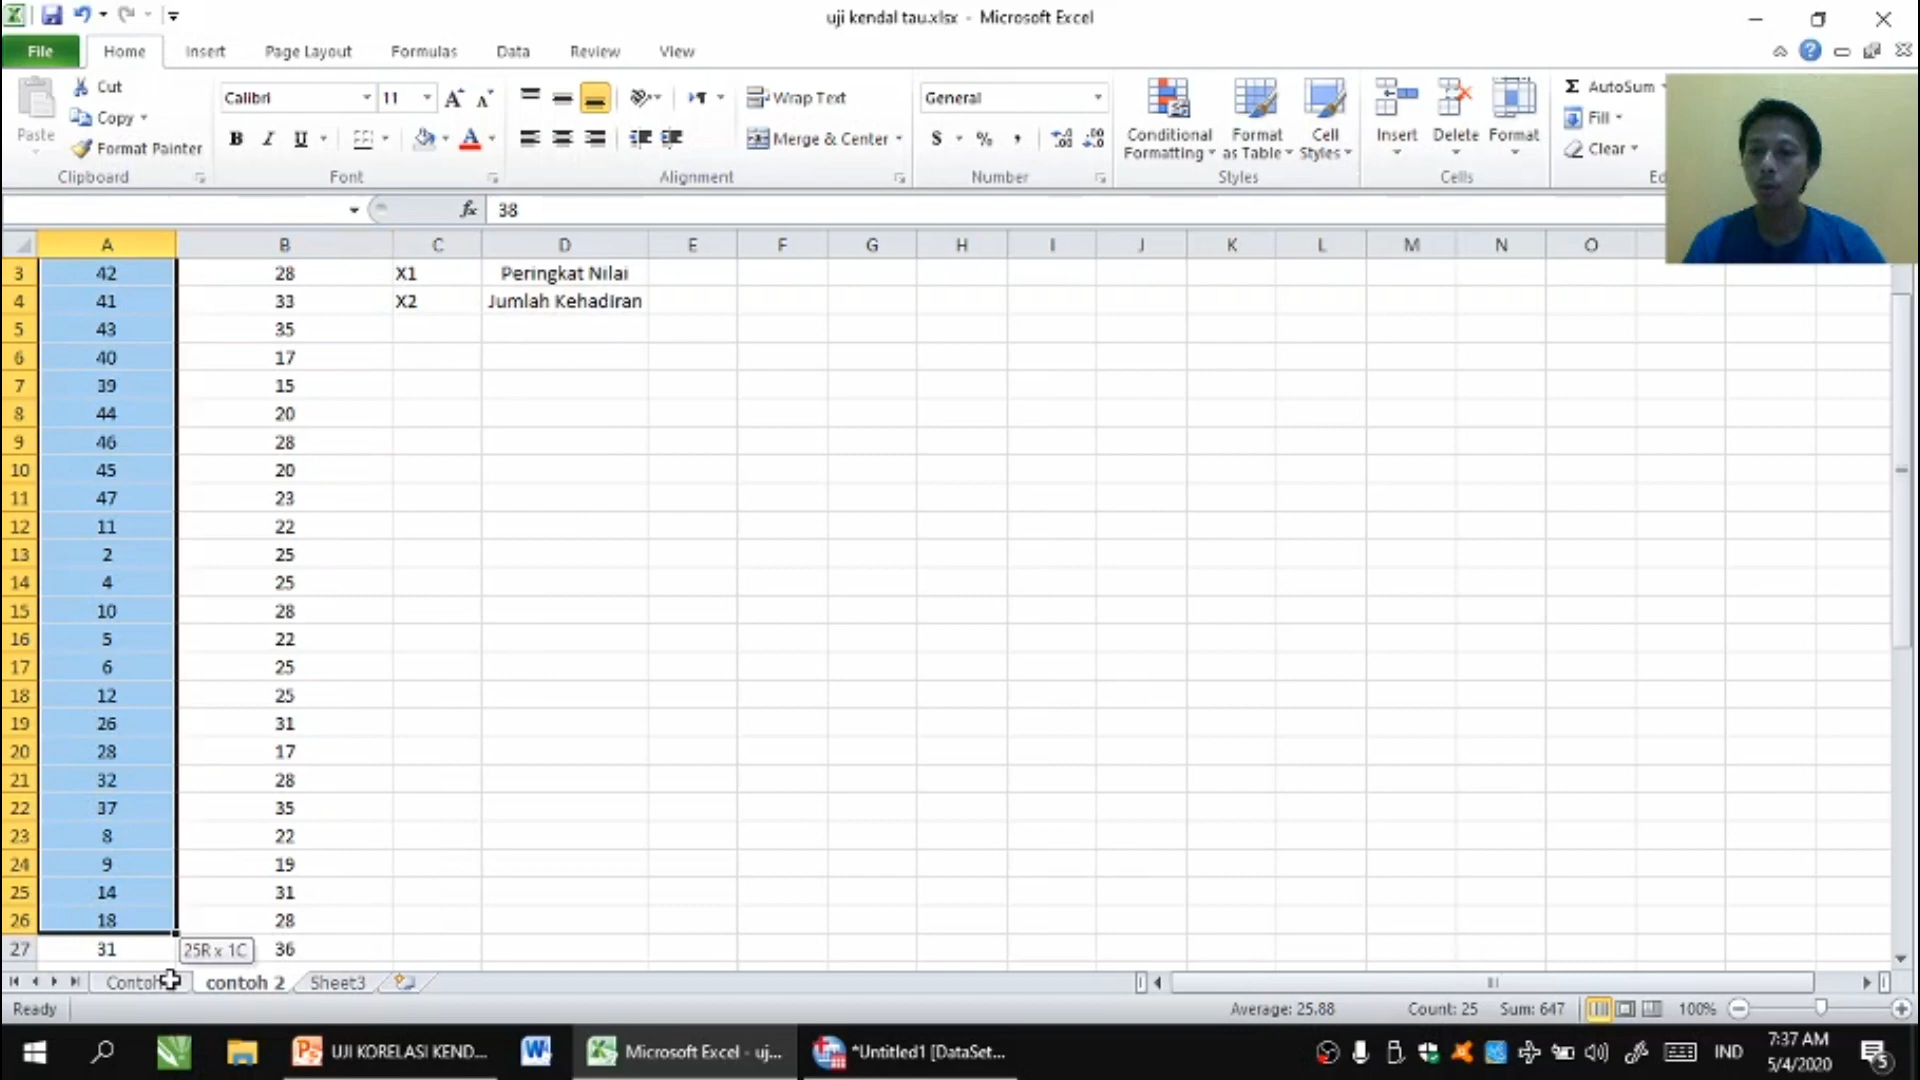 uji kendal tau.xlsx - Microsoft Excel
File Home Insert Page Layout Formulas Data Review View
Paste
Cut
Copy
Format Painter
Clipboard
Calibri 11
B I U
Font
Wrap Text
Merge & Center
Alignment
General
$ % ,
Number
Conditional Formatting
Format as Table
Cell Styles
Styles
Insert Delete Format
Cells
Σ AutoSum
Fill
Clear
Ed
fx 38
A B C D E F G H I J K L M N O
3 42 28 X1 Peringkat Nilai
4 41 33 X2 Jumlah Kehadiran
5 43 35
6 40 17
7 39 15
8 44 20
9 46 28
10 45 20
11 47 23
12 11 22
13 2 25
14 4 25
15 10 28
16 5 22
17 6 25
18 12 25
19 26 31
20 28 17
21 32 28
22 37 35
23 8 22
24 9 19
25 14 31
26 18 28
27 31 25R x 1C 36
Contoh contoh 2 Sheet3
Ready Average: 25.88 Count: 25 Sum: 647 100%
UJI KORELASI KEND... Microsoft Excel - uj... *Untitled1 [DataSet... IND 7:37 AM
5/4/2020 5